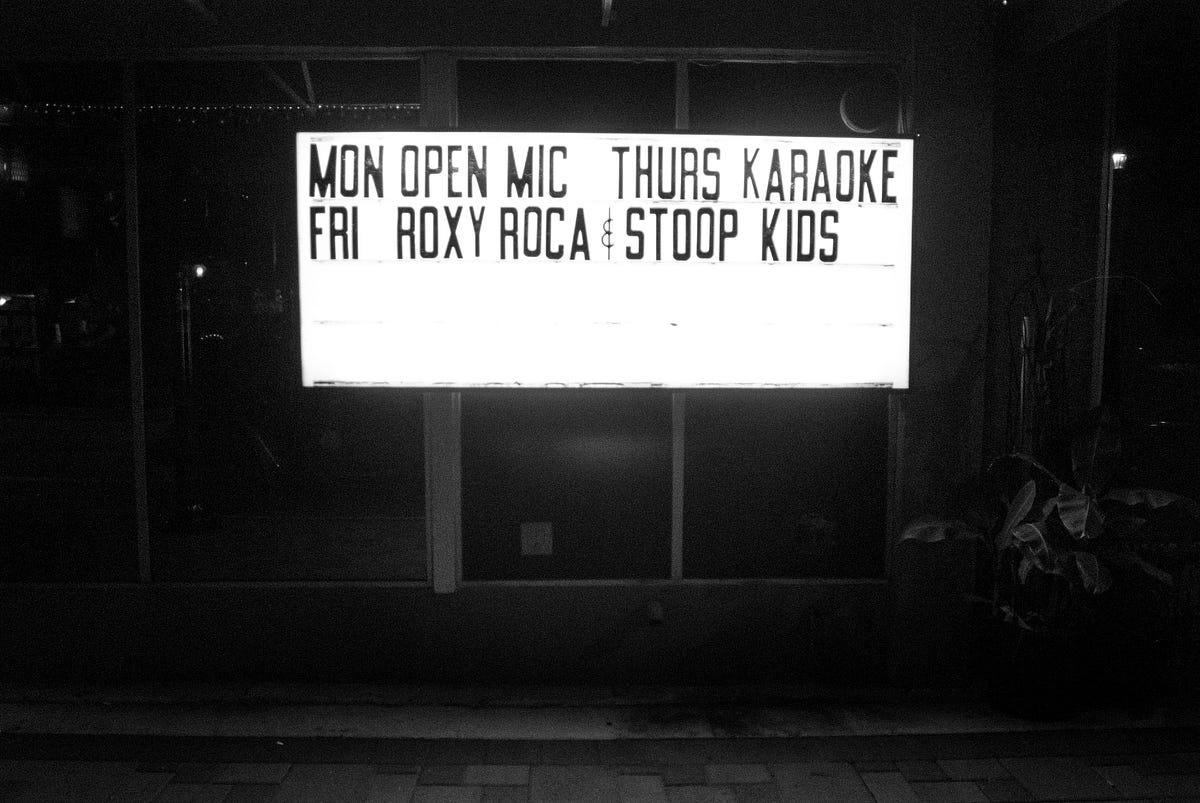 MON OPEN MIC THURS KARAOKE
FRI ROXY ROCA & STOOP KIDS